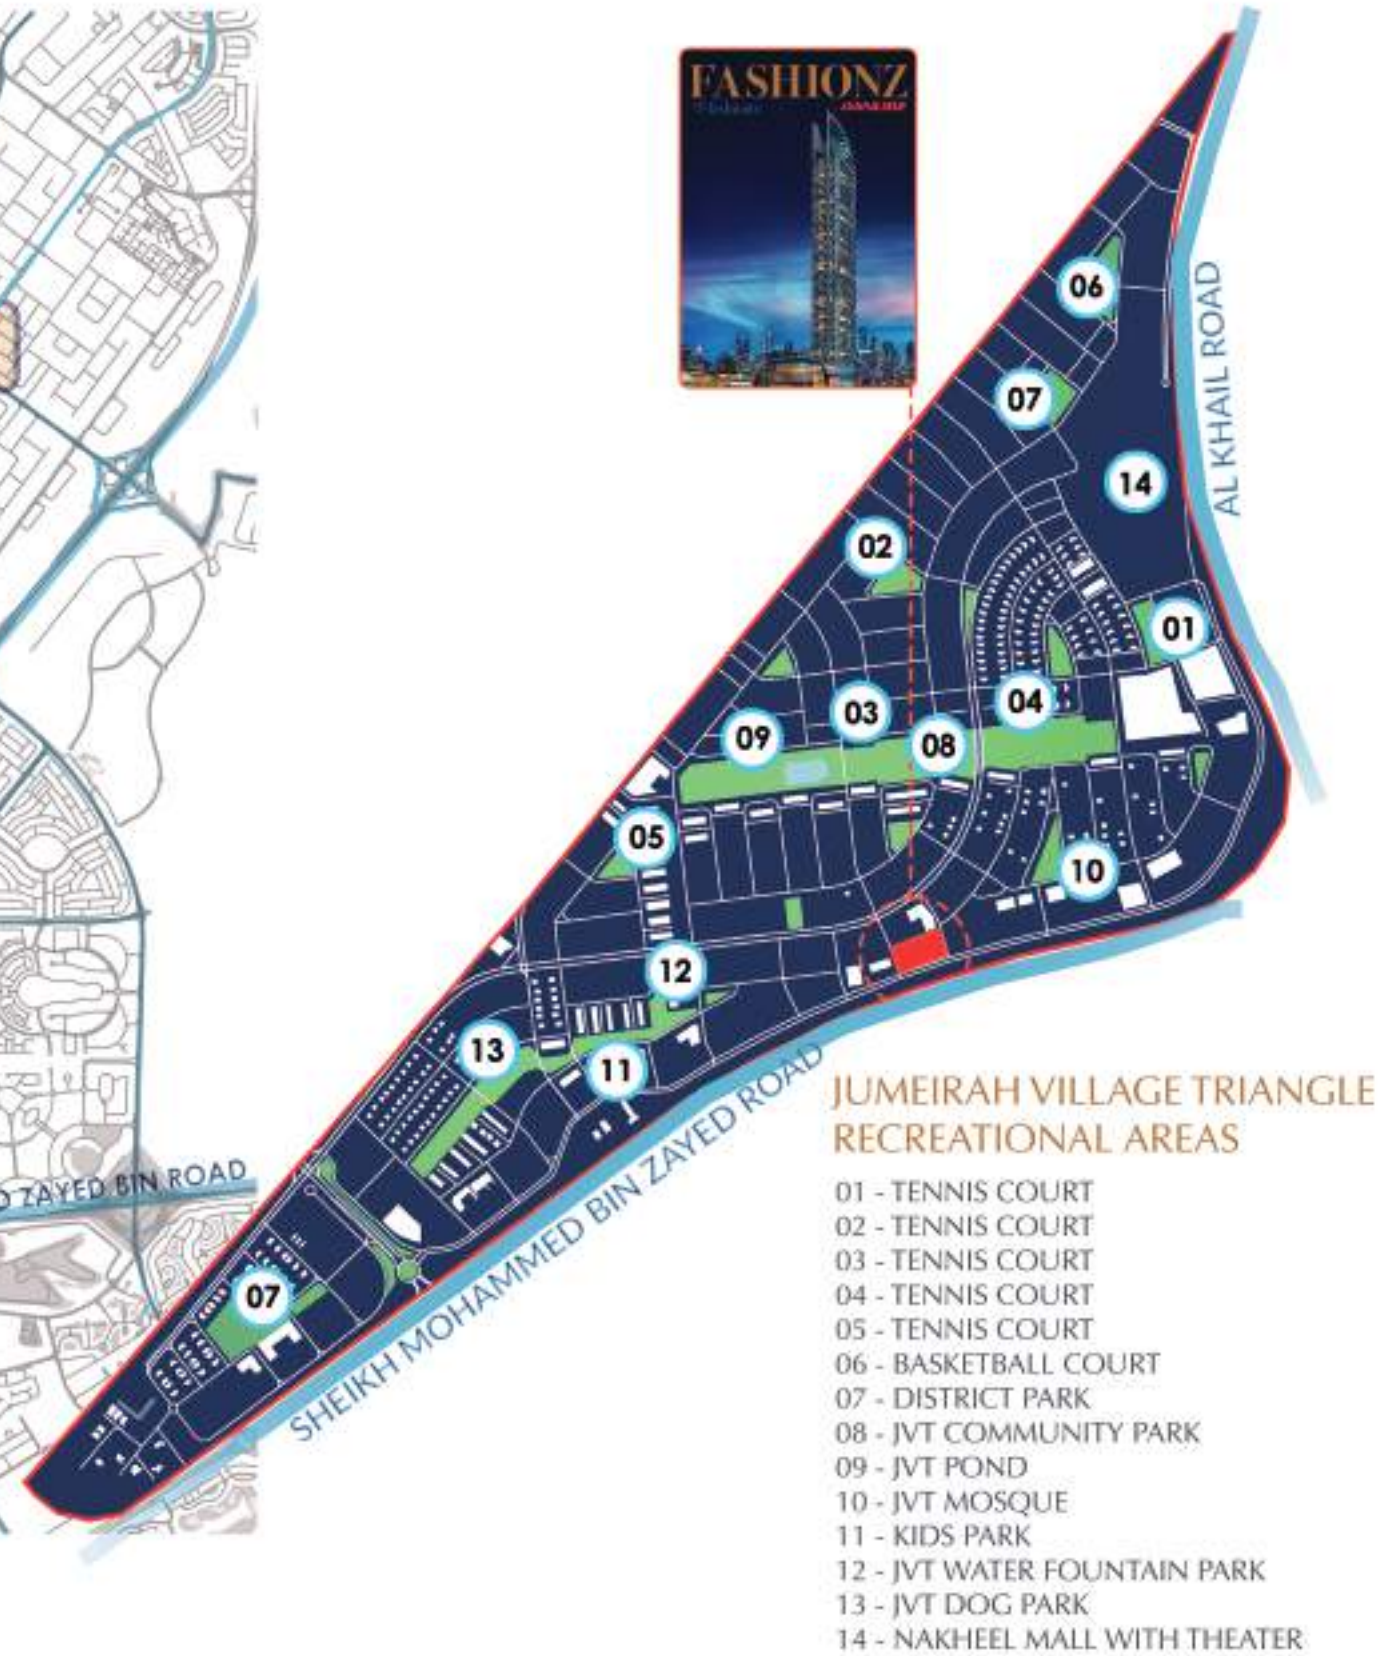 FASHIONZ
06
07
14
02
01
04
03
09
08
05
10
12
13
11
07
AL KHAIL ROAD
SHEIKH MOHAMMED BIN ZAYED ROAD
ZAYED BIN ROAD
JUMEIRAH VILLAGE TRIANGLE
RECREATIONAL AREAS
01 - TENNIS COURT
02 - TENNIS COURT
03 - TENNIS COURT
04 - TENNIS COURT
05 - TENNIS COURT
06 - BASKETBALL COURT
07 - DISTRICT PARK
08 - JVT COMMUNITY PARK
09 - JVT POND
10 - JVT MOSQUE
11 - KIDS PARK
12 - JVT WATER FOUNTAIN PARK
13 - JVT DOG PARK
14 - NAKHEEL MALL WITH THEATER